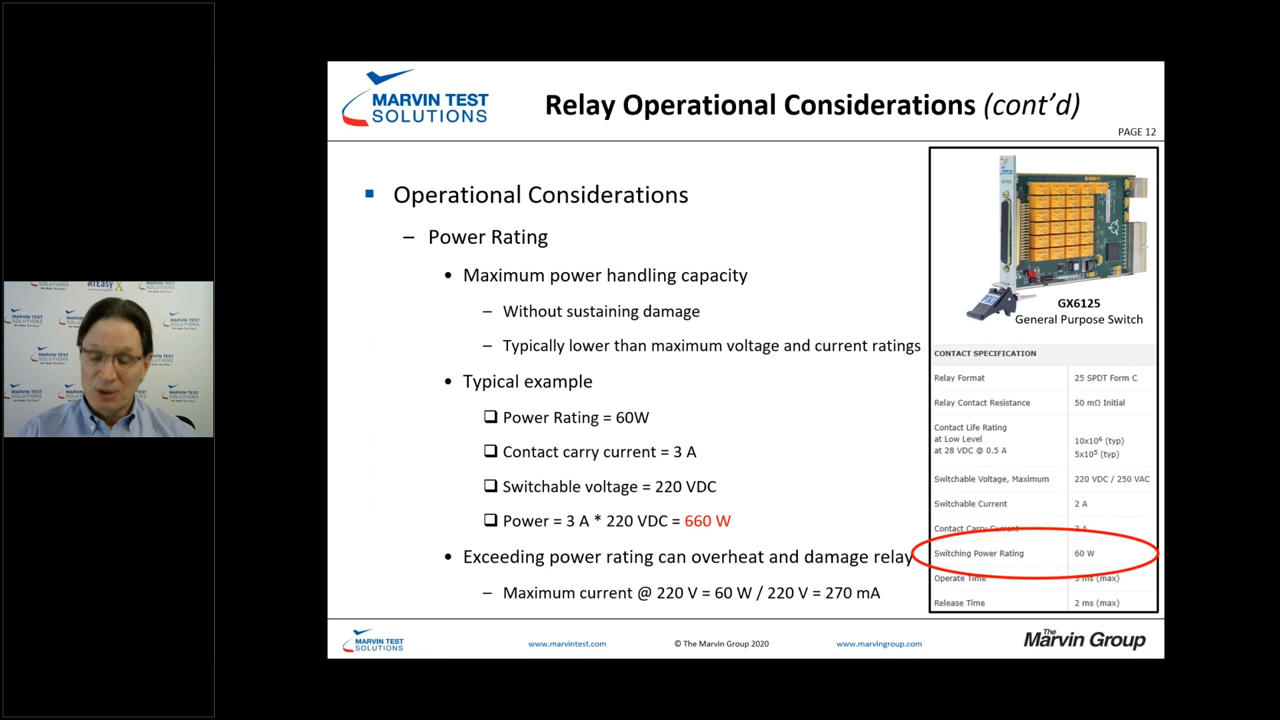 MARVIN TEST
SOLUTIONS
Relay Operational Considerations (cont’d)
PAGE 12
Operational Considerations
– Power Rating
• Maximum power handling capacity
– Without sustaining damage
– Typically lower than maximum voltage and current ratings
• Typical example
❑ Power Rating = 60W
❑ Contact carry current = 3 A
❑ Switchable voltage = 220 VDC
❑ Power = 3 A * 220 VDC = 660 W
• Exceeding power rating can overheat and damage relay
– Maximum current @ 220 V = 60 W / 220 V = 270 mA
GX6125
General Purpose Switch
CONTACT SPECIFICATION
Relay Format 25 SPDT Form C
Relay Contact Resistance 50 mΩ Initial
Contact Life Rating
at Low Level 10x10⁶ (typ)
at 28 VDC @ 0.5 A 5x10⁵ (typ)
Switchable Voltage, Maximum 220 VDC / 250 VAC
Switchable Current 2 A
Contact Carry Current 3 A
Switching Power Rating 60 W
Operate Time 3 ms (max)
Release Time 2 ms (max)
MARVIN TEST
SOLUTIONS
www.marvintest.com
© The Marvin Group 2020
www.marvingroup.com
The
Marvin Group
ATEasy